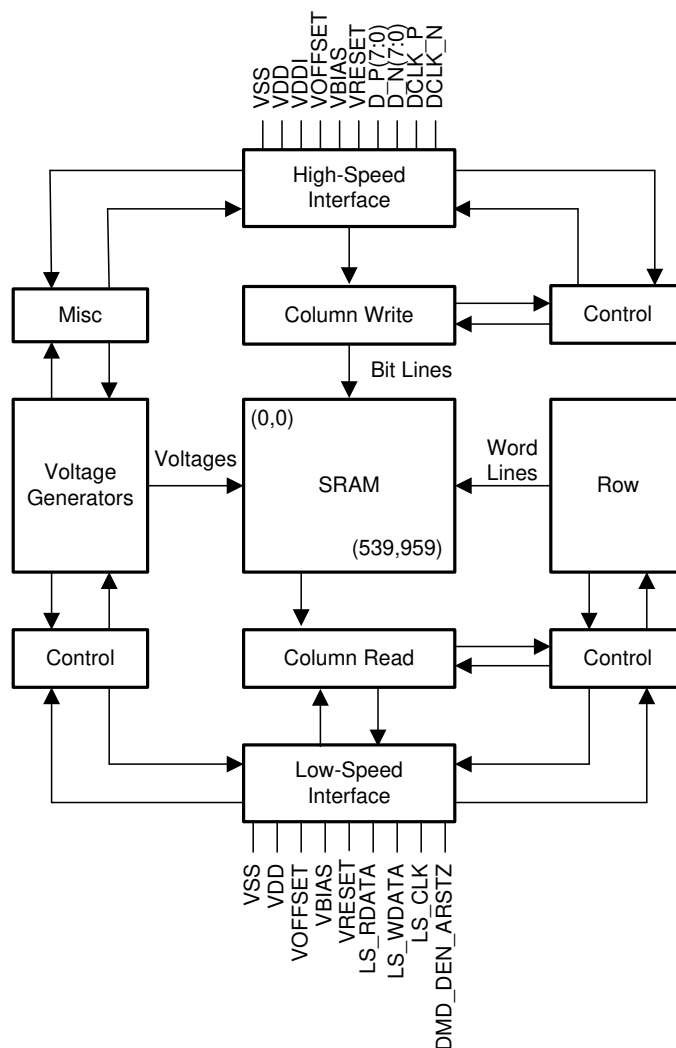 VSS
VDD
VDDI
VOFFSET
VBIAS
VRESET
D_P(7:0)
D_N(7:0)
DCLK_P
DCLK_N
High-Speed
Interface
Misc
Column Write
Control
Bit Lines
(0,0)
Voltage
Generators
Voltages
SRAM
Word
Lines
Row
(539,959)
Control
Column Read
Control
Low-Speed
Interface
VSS
VDD
VOFFSET
VBIAS
VRESET
LS_RDATA
LS_WDATA
LS_CLK
DMD_DEN_ARSTZ